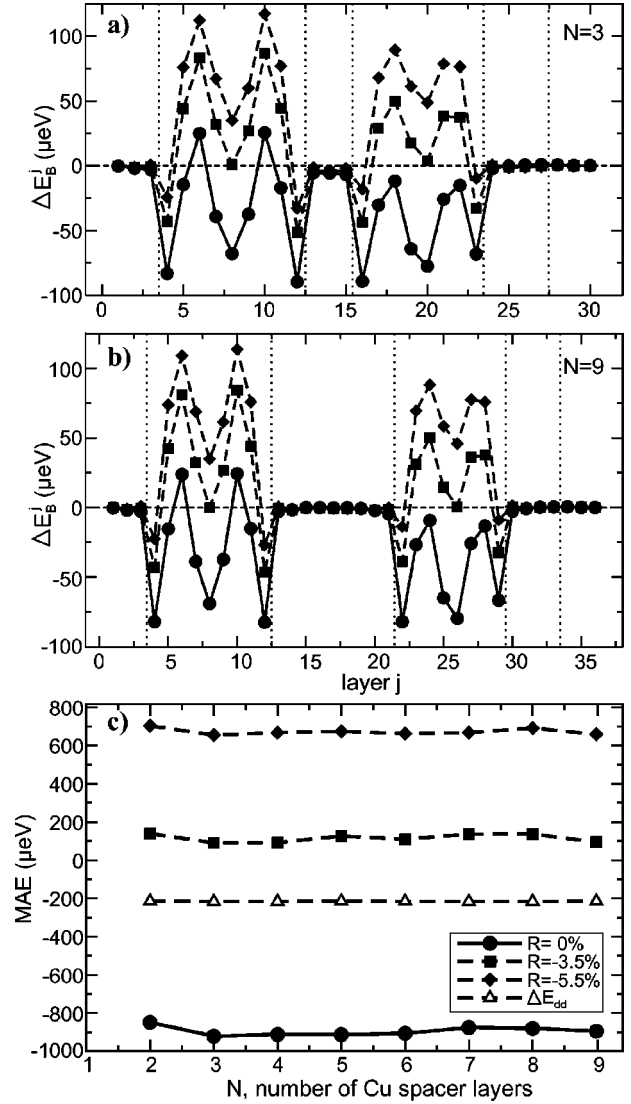 a)
N=3
100
50
0
-50
-100
ΔE_B^j (μeV)
0 5 10 15 20 25 30
b)
N=9
100
50
0
-50
-100
ΔE_B^j (μeV)
0 5 10 15 20 25 30 35
layer j
c)
800
600
400
200
0
-200
-400
-600
-800
-1000
MAE (μeV)
R= 0%
R=-3.5%
R=-5.5%
ΔE_dd
1 2 3 4 5 6 7 8 9
N, number of Cu spacer layers